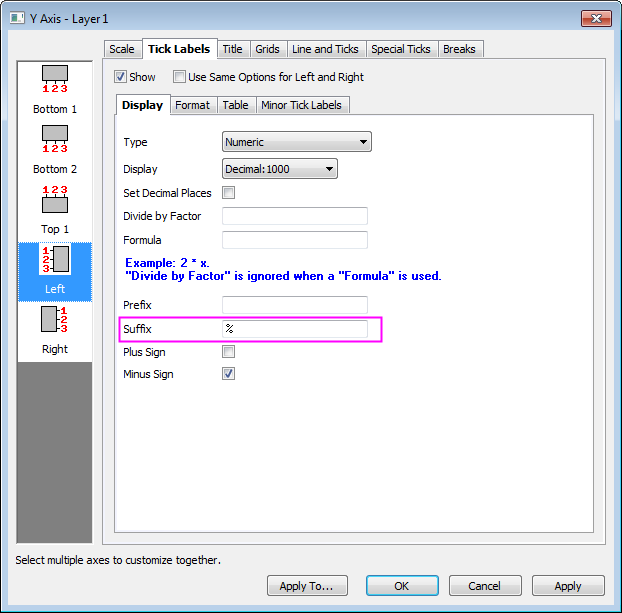 Y Axis - Layer1
Scale Tick Labels Title Grids Line and Ticks Special Ticks Breaks
Show Use Same Options for Left and Right
Display Format Table Minor Tick Labels
1 2 3
Bottom 1
1 2 3
Bottom 2
1 2 3
Top 1
1
2
3
Left
1
2
3
Right
Type Numeric
Display Decimal:1000
Set Decimal Places
Divide by Factor
Formula
Example: 2 * x.
"Divide by Factor" is ignored when a "Formula" is used.
Prefix
Suffix %
Plus Sign
Minus Sign
Select multiple axes to customize together.
Apply To... OK Cancel Apply